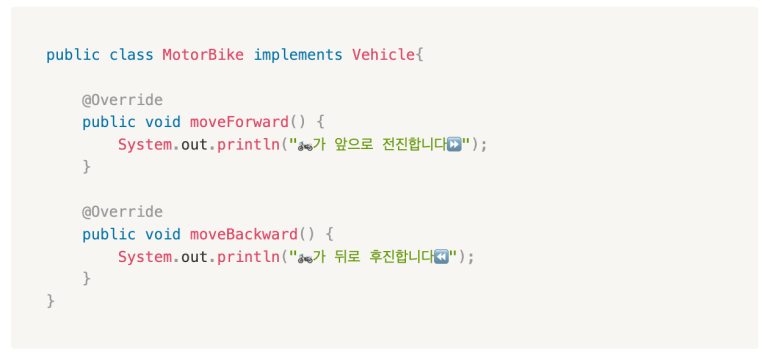 public class MotorBike implements Vehicle{
@Override
public void moveForward() {
System.out.println("🏍️가 앞으로 전진합니다⏩");
}
@Override
public void moveBackward() {
System.out.println("🏍️가 뒤로 후진합니다⏪");
}
}